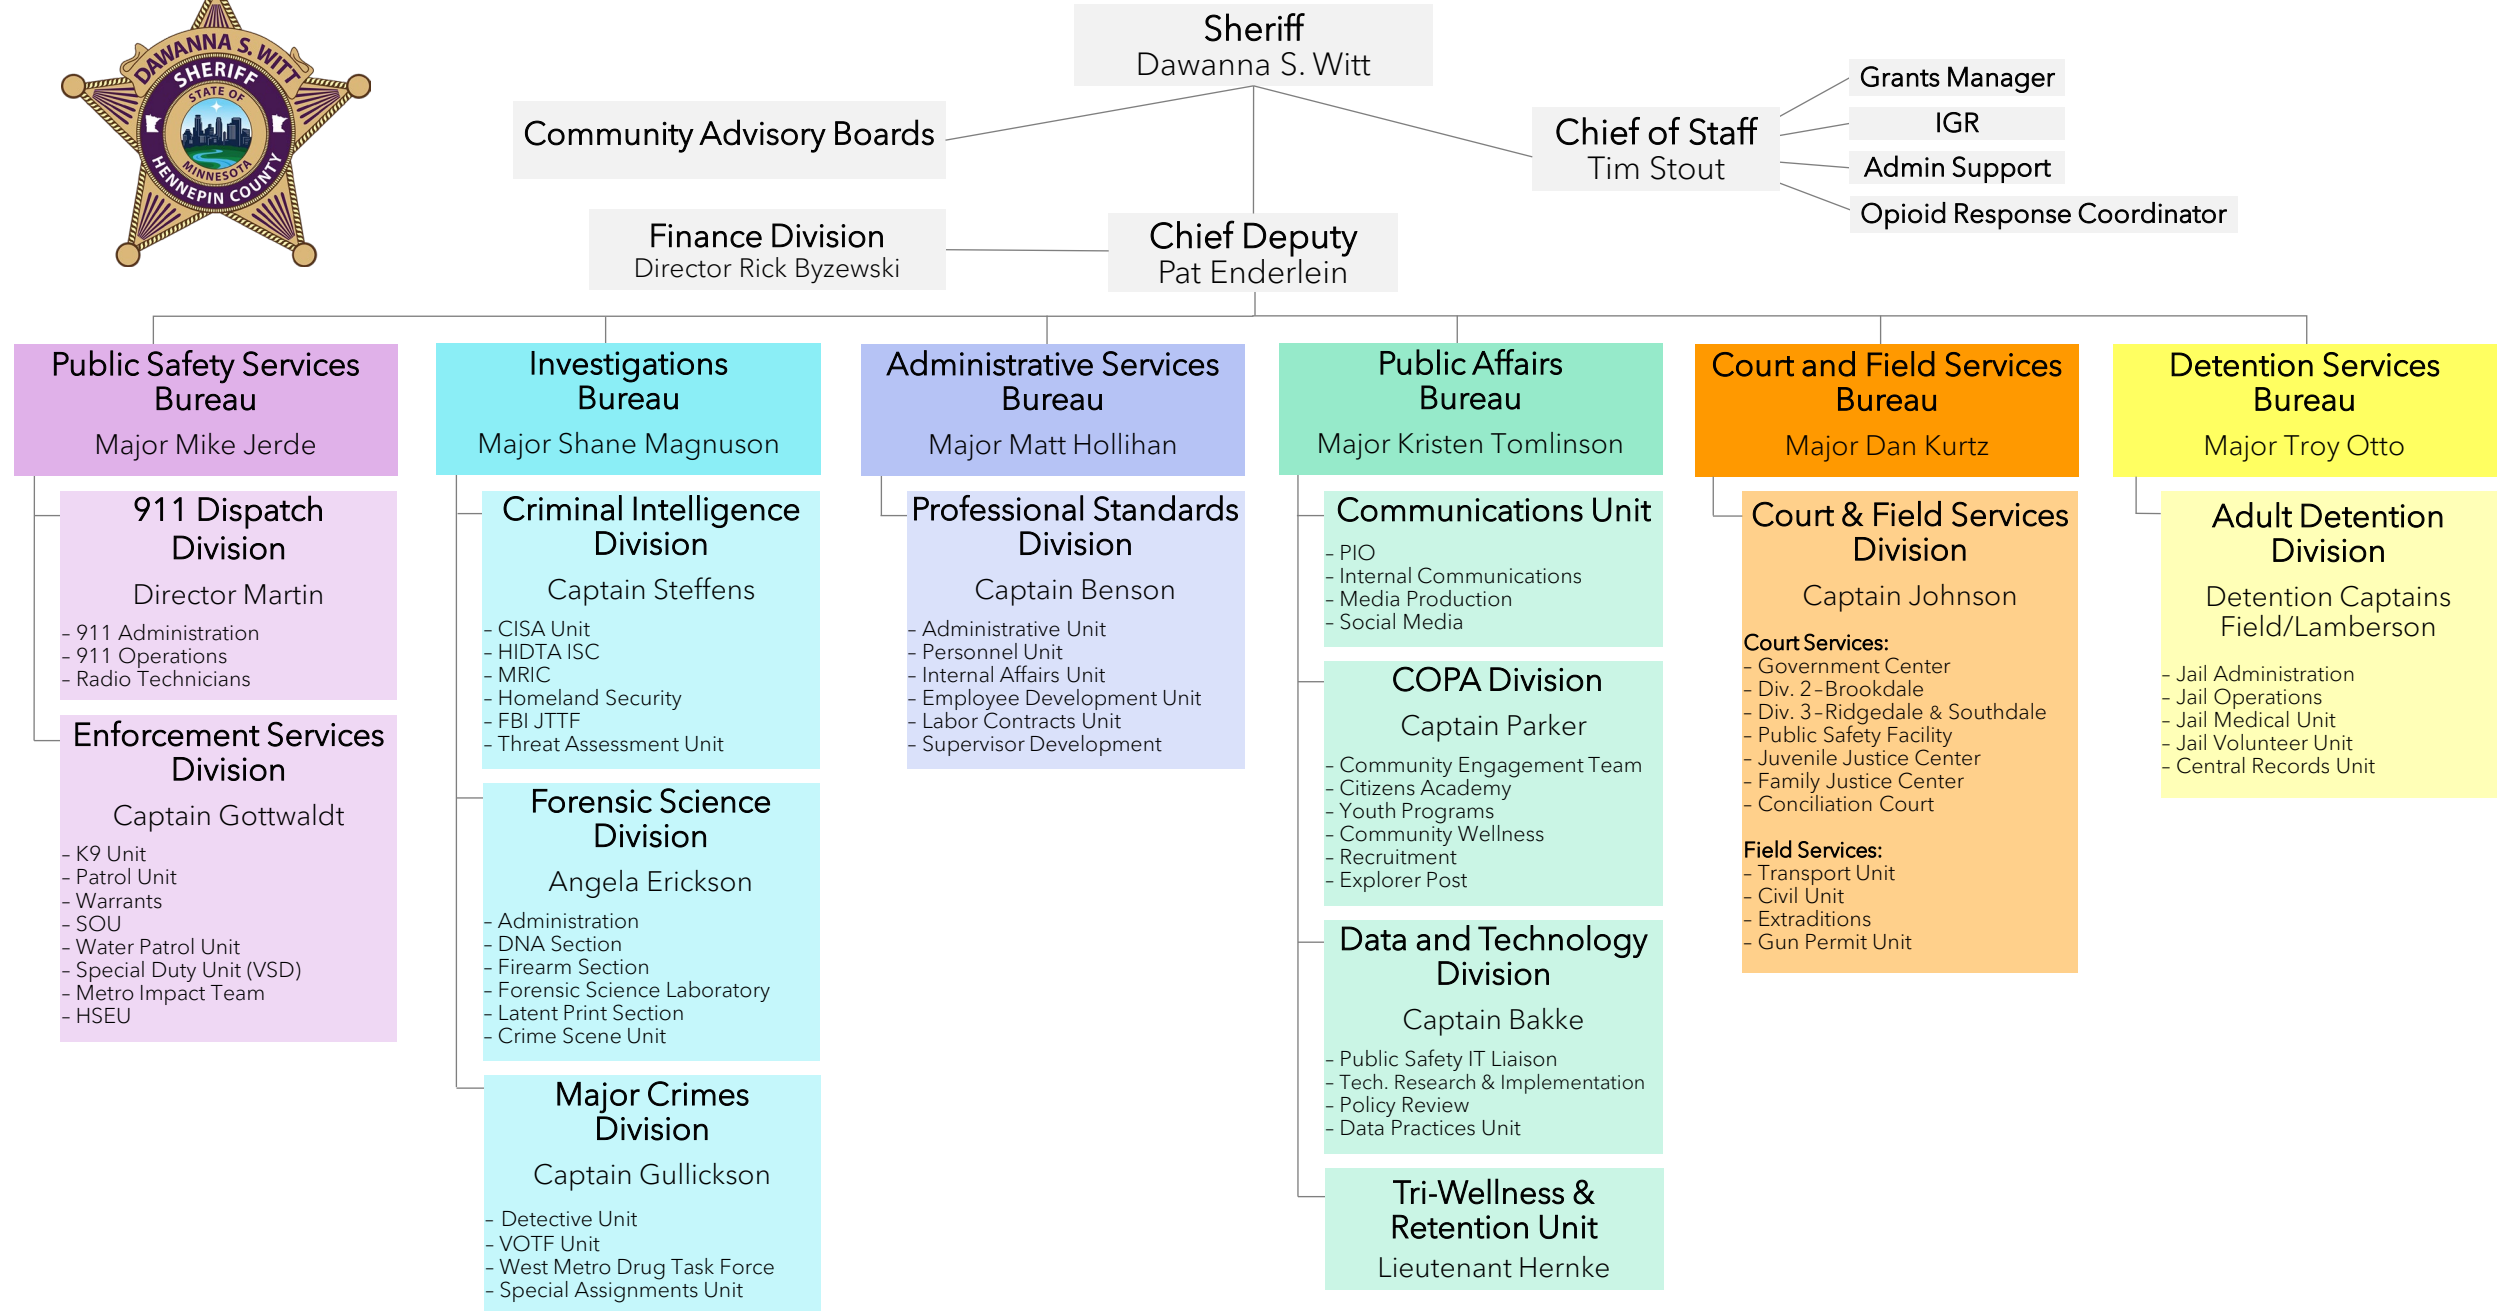 DAWANNA S. WITT
SHERIFF
STATE OF
MINNESOTA
HENNEPIN COUNTY
Sheriff
Dawanna S. Witt
Community Advisory Boards
Chief of Staff
Tim Stout
Grants Manager
IGR
Admin Support
Opioid Response Coordinator
Finance Division
Director Rick Byzewski
Chief Deputy
Pat Enderlein
Public Safety Services
Bureau
Major Mike Jerde
911 Dispatch
Division
Director Martin
- 911 Administration
- 911 Operations
- Radio Technicians
Enforcement Services
Division
Captain Gottwaldt
- K9 Unit
- Patrol Unit
- Warrants
- SOU
- Water Patrol Unit
- Special Duty Unit (VSD)
- Metro Impact Team
- HSEU
Investigations
Bureau
Major Shane Magnuson
Criminal Intelligence
Division
Captain Steffens
- CISA Unit
- HIDTA ISC
- MRIC
- Homeland Security
- FBI JTTF
- Threat Assessment Unit
Forensic Science
Division
Angela Erickson
- Administration
- DNA Section
- Firearm Section
- Forensic Science Laboratory
- Latent Print Section
- Crime Scene Unit
Major Crimes
Division
Captain Gullickson
- Detective Unit
- VOTF Unit
- West Metro Drug Task Force
- Special Assignments Unit
Administrative Services
Bureau
Major Matt Hollihan
Professional Standards
Division
Captain Benson
- Administrative Unit
- Personnel Unit
- Internal Affairs Unit
- Employee Development Unit
- Labor Contracts Unit
- Supervisor Development
Public Affairs
Bureau
Major Kristen Tomlinson
Communications Unit
- PIO
- Internal Communications
- Media Production
- Social Media
COPA Division
Captain Parker
- Community Engagement Team
- Citizens Academy
- Youth Programs
- Community Wellness
- Recruitment
- Explorer Post
Data and Technology
Division
Captain Bakke
- Public Safety IT Liaison
- Tech. Research & Implementation
- Policy Review
- Data Practices Unit
Tri-Wellness &
Retention Unit
Lieutenant Hernke
Court and Field Services
Bureau
Major Dan Kurtz
Court & Field Services
Division
Captain Johnson
Court Services:
- Government Center
- Div. 2-Brookdale
- Div. 3-Ridgedale & Southdale
- Public Safety Facility
- Juvenile Justice Center
- Family Justice Center
- Conciliation Court
Field Services:
- Transport Unit
- Civil Unit
- Extraditions
- Gun Permit Unit
Detention Services
Bureau
Major Troy Otto
Adult Detention
Division
Detention Captains
Field/Lamberson
- Jail Administration
- Jail Operations
- Jail Medical Unit
- Jail Volunteer Unit
- Central Records Unit